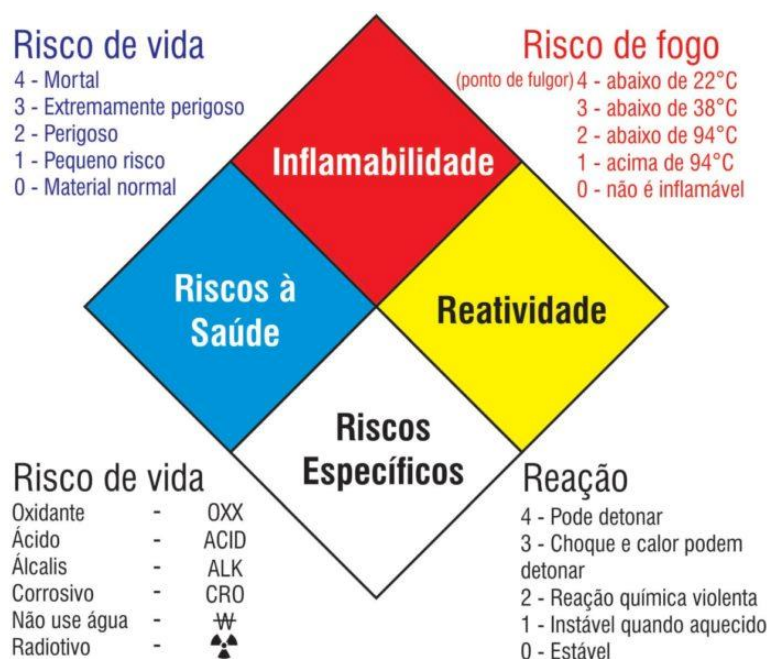 Risco de vida
4 - Mortal
3 - Extremamente perigoso
2 - Perigoso
1 - Pequeno risco
0 - Material normal
Risco de fogo
(ponto de fulgor) 4 - abaixo de 22°C
3 - abaixo de 38°C
2 - abaixo de 94°C
1 - acima de 94°C
0 - não é inflamável
Inflamabilidade
Riscos à
Saúde
Reatividade
Riscos
Específicos
Risco de vida
Oxidante - OXX
Ácido - ACID
Álcalis - ALK
Corrosivo - CRO
Não use água - W
Radiotivo -
Reação
4 - Pode detonar
3 - Choque e calor podem
detonar
2 - Reação química violenta
1 - Instável quando aquecido
0 - Estável